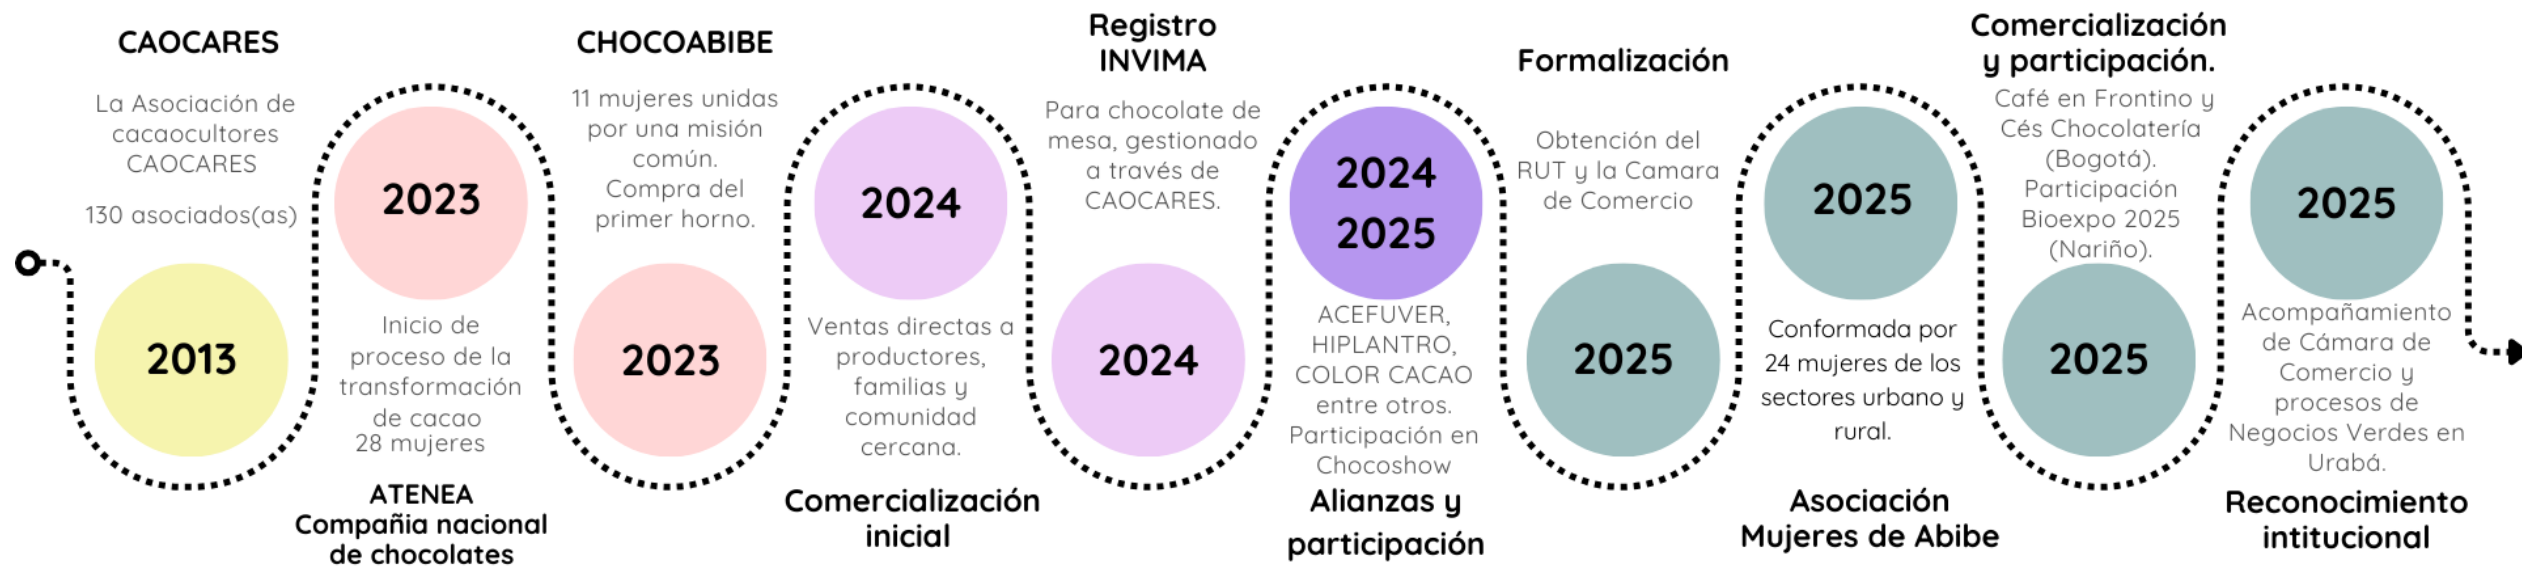 CAOCARES
La Asociación de
cacaocultores
CAOCARES
130 asociados(as)
2013
2023
Inicio de
proceso de la
transformación
de cacao
28 mujeres
ATENEA
Compañia nacional
de chocolates
CHOCOABIBE
11 mujeres unidas
por una misión
común.
Compra del
primer horno.
2023
2024
Ventas directas a
productores,
familias y
comunidad
cercana.
Comercialización
inicial
Registro
INVIMA
Para chocolate de
mesa, gestionado
a través de
CAOCARES.
2024
2024
2025
ACEFUVER,
HIPLANTRO,
COLOR CACAO
entre otros.
Participación en
Chocoshow
Alianzas y
participación
Formalización
Obtención del
RUT y la Camara
de Comercio
2025
2025
Conformada por
24 mujeres de los
sectores urbano y
rural.
Asociación
Mujeres de Abibe
Comercialización
y participación.
Café en Frontino y
Cés Chocolatería
(Bogotá).
Participación
Bioexpo 2025
(Nariño).
2025
2025
Acompañamiento
de Cámara de
Comercio y
procesos de
Negocios Verdes en
Urabá.
Reconocimiento
intitucional